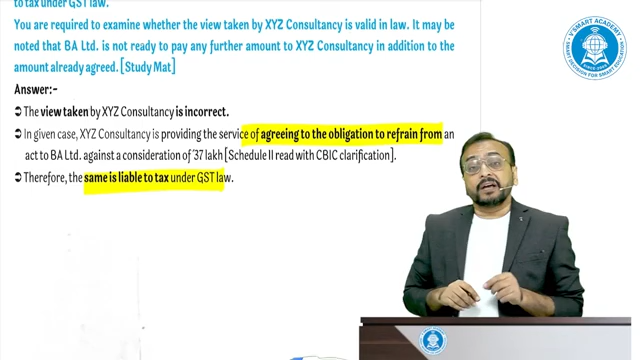 to tax under GST law.
You are required to examine whether the view taken by XYZ Consultancy is valid in law. It may be
noted that BA Ltd. is not ready to pay any further amount to XYZ Consultancy in addition to the
amount already agreed. [Study Mat]
Answer:-
➲ The view taken by XYZ Consultancy is incorrect.
➲ In given case, XYZ Consultancy is providing the service of agreeing to the obligation to refrain from an
act to BA Ltd. against a consideration of ‘37 lakh [Schedule II read with CBIC clarification].
➲ Therefore, the same is liable to tax under GST law.
V'SMART ACADEMY